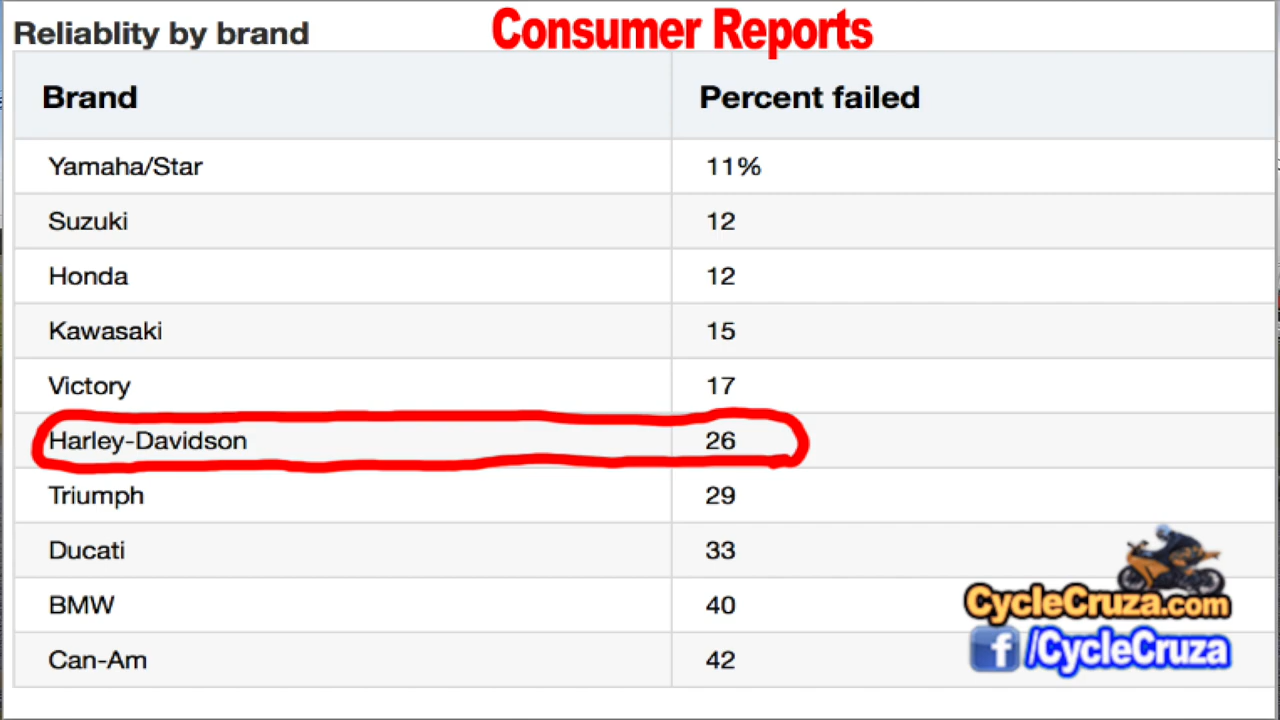 Reliablity by brand
Consumer Reports
Brand Percent failed
Yamaha/Star 11%
Suzuki 12
Honda 12
Kawasaki 15
Victory 17
Harley-Davidson 26
Triumph 29
Ducati 33
BMW 40
Can-Am 42
CycleCruza.com
f /CycleCruza